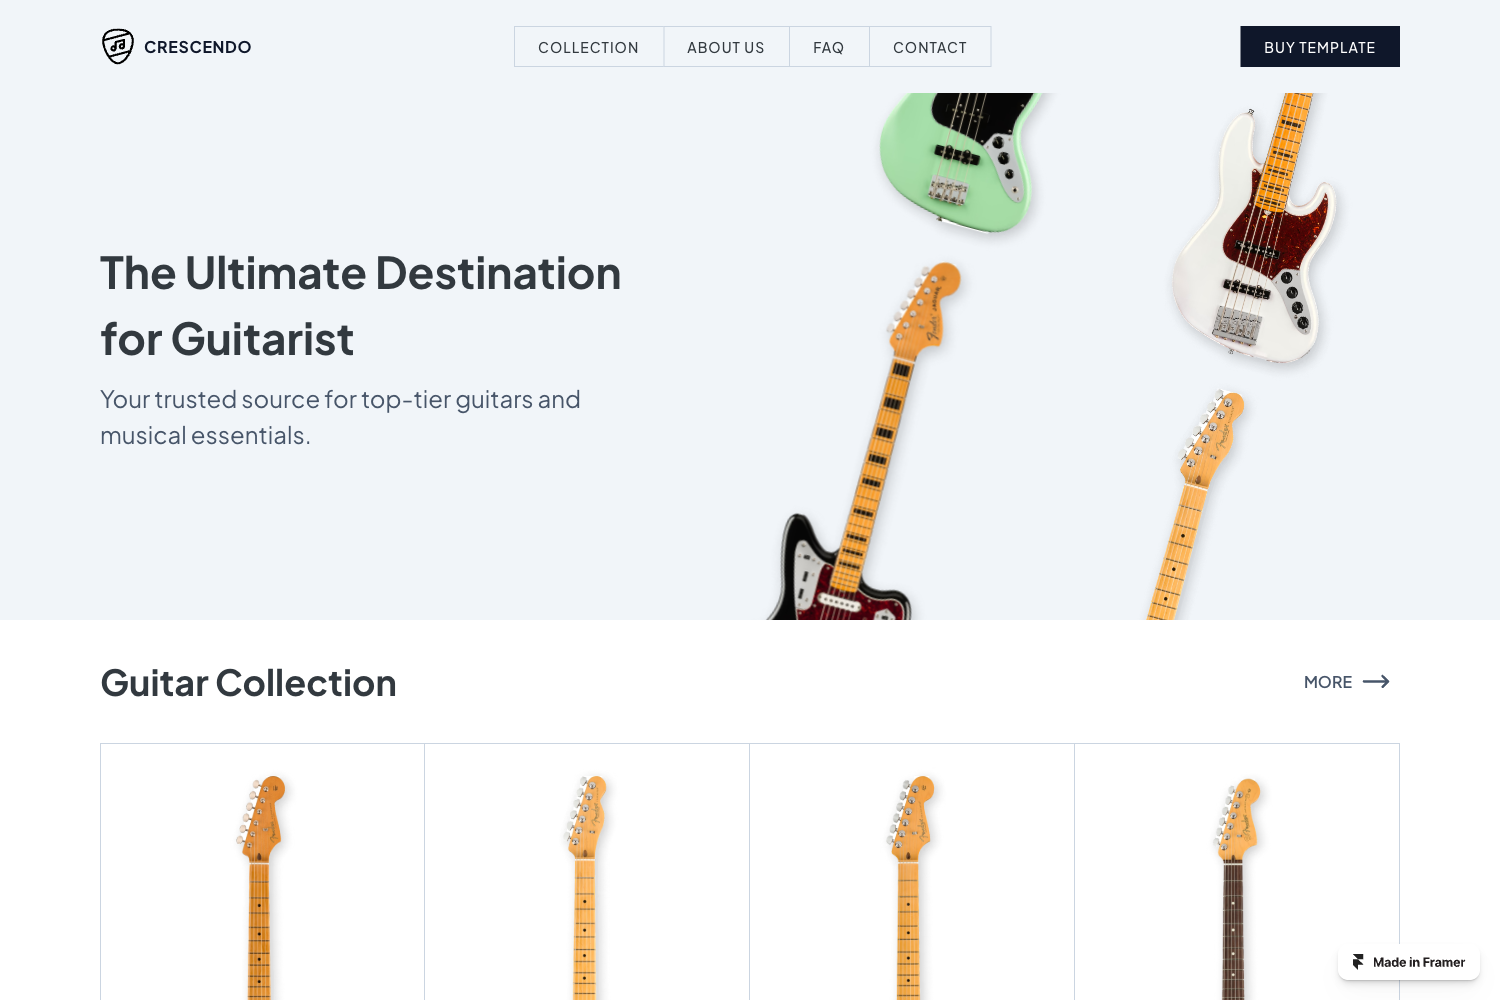 CRESCENDO
COLLECTION
ABOUT US
FAQ
CONTACT
BUY TEMPLATE
The Ultimate Destination
for Guitarist
Your trusted source for top-tier guitars and
musical essentials.
Guitar Collection
MORE
Made in Framer